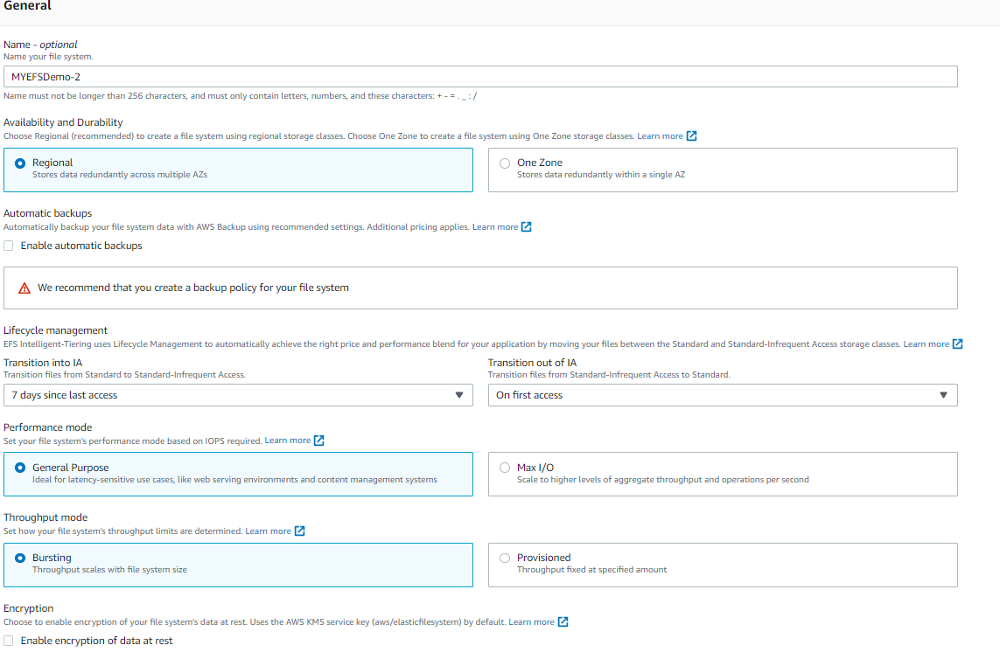 General
Name - optional
Name your file system.
MYEFSDemo-2
Name must not be longer than 256 characters, and must only contain letters, numbers, and these characters: + - = . _ : /
Availability and Durability
Choose Regional (recommended) to create a file system using regional storage classes. Choose One Zone to create a file system using One Zone storage classes. Learn more
Regional
Stores data redundantly across multiple AZs
One Zone
Stores data redundantly within a single AZ
Automatic backups
Automatically backup your file system data with AWS Backup using recommended settings. Additional pricing applies. Learn more
Enable automatic backups
We recommend that you create a backup policy for your file system
Lifecycle management
EFS Intelligent-Tiering uses Lifecycle Management to automatically achieve the right price and performance blend for your application by moving your files between the Standard and Standard-Infrequent Access storage classes. Learn more
Transition into IA
Transition files from Standard to Standard-Infrequent Access.
7 days since last access
Transition out of IA
Transition files from Standard-Infrequent Access to Standard.
On first access
Performance mode
Set your file system's performance mode based on IOPS required. Learn more
General Purpose
Ideal for latency-sensitive use cases, like web serving environments and content management systems
Max I/O
Scale to higher levels of aggregate throughput and operations per second
Throughput mode
Set how your file system's throughput limits are determined. Learn more
Bursting
Throughput scales with file system size
Provisioned
Throughput fixed at specified amount
Encryption
Choose to enable encryption of your file system's data at rest. Uses the AWS KMS service key (aws/elasticfilesystem) by default. Learn more
Enable encryption of data at rest